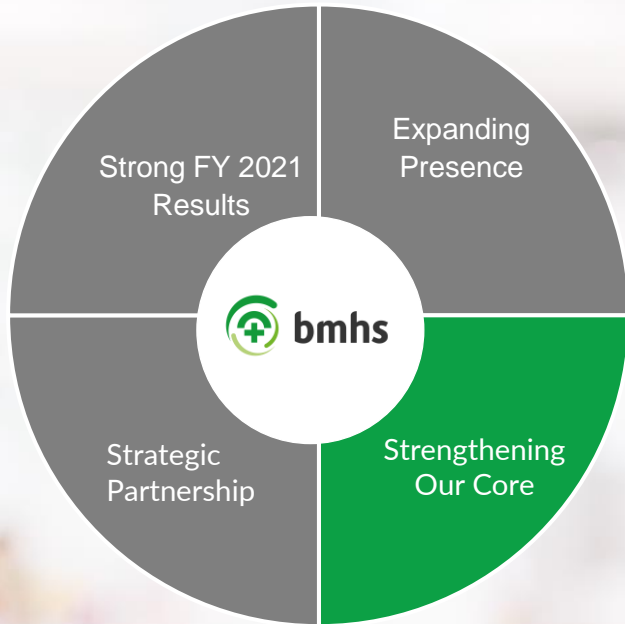 Strong FY 2021
Results
Expanding
Presence
bmhs
Strategic
Partnership
Strengthening
Our Core